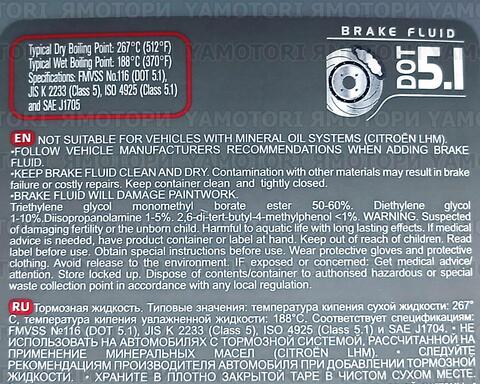 ЯМОТОRI YAMOTORI ЯМОТОRI YAMOTORI
Typical Dry Boiling Point: 267°C (512°F)
Typical Wet Boiling Point: 188°C (370°F)
Specifications: FMVSS No.116 (DOT 5.1),
JIS K 2233 (Class 5), ISO 4925 (Class 5.1)
and SAE J1705
BRAKE FLUID
DOT 5.1
EN NOT SUITABLE FOR VEHICLES WITH MINERAL OIL SYSTEMS (CITROËN LHM).
•FOLLOW VEHICLE MANUFACTURERS RECOMMENDATIONS WHEN ADDING BRAKE
FLUID.
•KEEP BRAKE FLUID CLEAN AND DRY. Contamination with other materials may result in brake
failure or costly repairs. Keep container clean and tightly closed.
•BRAKE FLUID WILL DAMAGE PAINTWORK.
Triethylene glycol monomethyl borate ester 50-60%. Diethylene glycol
1-10%.Diisopropanolamine 1-5%. 2,6-di-tert-butyl-4-methylphenol <1%. WARNING. Suspected
of damaging fertility or the unborn child. Harmful to aquatic life with long lasting effects. If medical
advice is needed, have product container or label at hand. Keep out of reach of children. Read
label before use. Obtain special instructions before use. Wear protective gloves and protective
clothing. Avoid release to the environment. IF exposed or concerned: Get medical advice/
attention. Store locked up. Dispose of contents/container to authorised hazardous or special
waste collection point in accordance with any local regulation.
RU Тормозная жидкость. Типовые значения: температура кипения сухой жидкости: 267°
С, температура кипения увлажненной жидкости: 188°С. Соответствует спецификациям:
FMVSS №116 (DOT 5.1), JIS K 2233 (Class 5), ISO 4925 (Class 5.1) и SAE J1704. • НЕ
ИСПОЛЬЗОВАТЬ НА АВТОМОБИЛЯХ С ТОРМОЗНОЙ СИСТЕМОЙ, РАССЧИТАННОЙ НА
ПРИМЕНЕНИЕ МИНЕРАЛЬНЫХ МАСЕЛ (CITROËN LHM). • СЛЕДУЙТЕ
РЕКОМЕНДАЦИЯМ ПРОИЗВОДИТЕЛЯ АВТОМОБИЛЯ ПРИ ДОБАВЛЕНИИ ТОРМОЗНОЙ
ЖИДКОСТИ. • ХРАНИТЕ В ПЛОТНО ЗАКРЫТОЙ ТАРЕ В ЧИСТОМ СУХОМ МЕСТЕ.